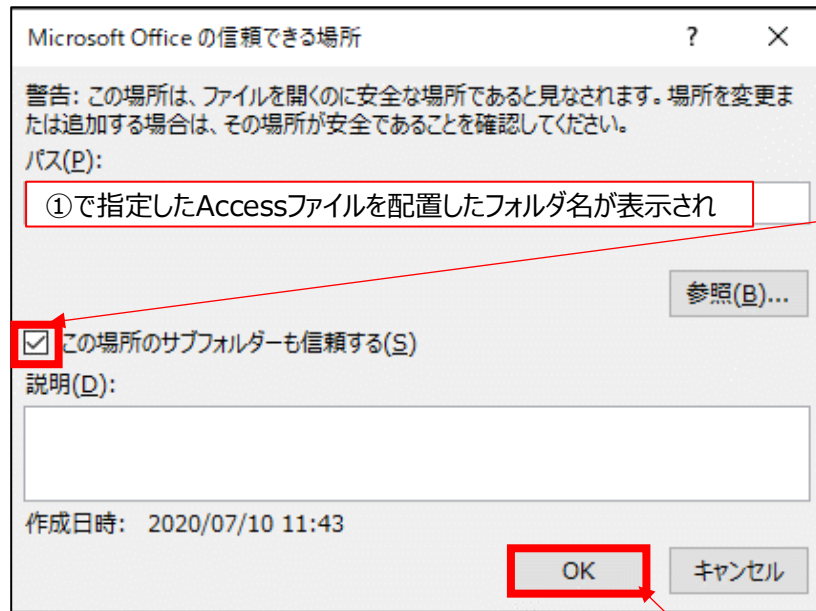 Microsoft Office の信頼できる場所
?
×
警告: この場所は、ファイルを開くのに安全な場所であると見なされます。場所を変更ま
たは追加する場合は、その場所が安全であることを確認してください。
パス(P):
①で指定したAccessファイルを配置したフォルダ名が表示され
参照(B)...
この場所のサブフォルダーも信頼する(S)
説明(D):
作成日時: 2020/07/10 11:43
OK
キャンセル